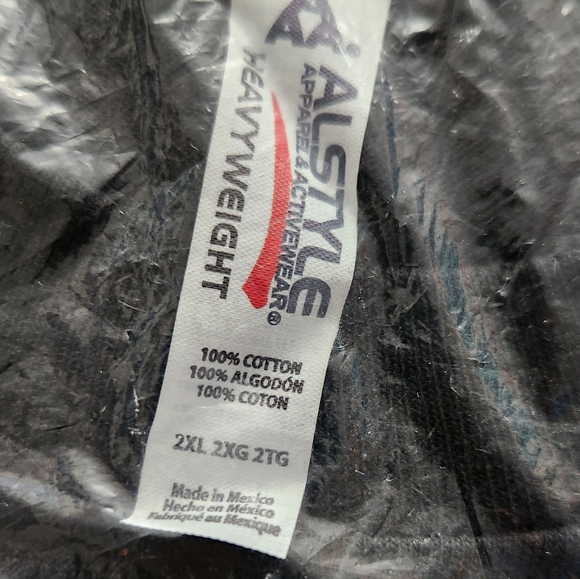 AAA
ALSTYLE
APPAREL & ACTIVEWEAR®
HEAVYWEIGHT
100% COTTON
100% ALGODÓN
100% COTON
2XL 2XG 2TG
Made in Mexico
Hecho en México
Fabriqué au Mexique